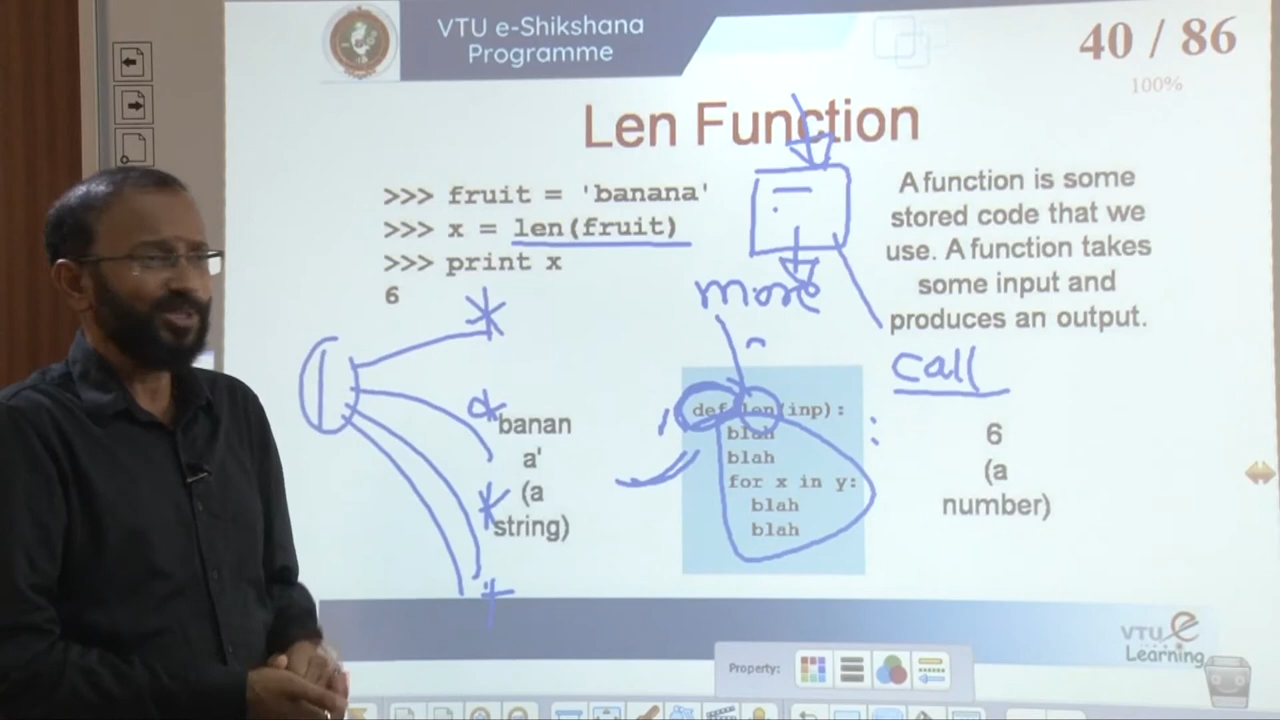 VTU e-Shikshana
Programme
40 / 86
100%
Len Function
>>> fruit = 'banana'
>>> x = len(fruit)
>>> print x
6
A function is some
stored code that we
use. A function takes
some input and
produces an output.
more
call
banan
a'
(a
string)
def len(inp):
blah
blah
for x in y:
blah
blah
6
(a
number)
VTU e
Learning
Property: